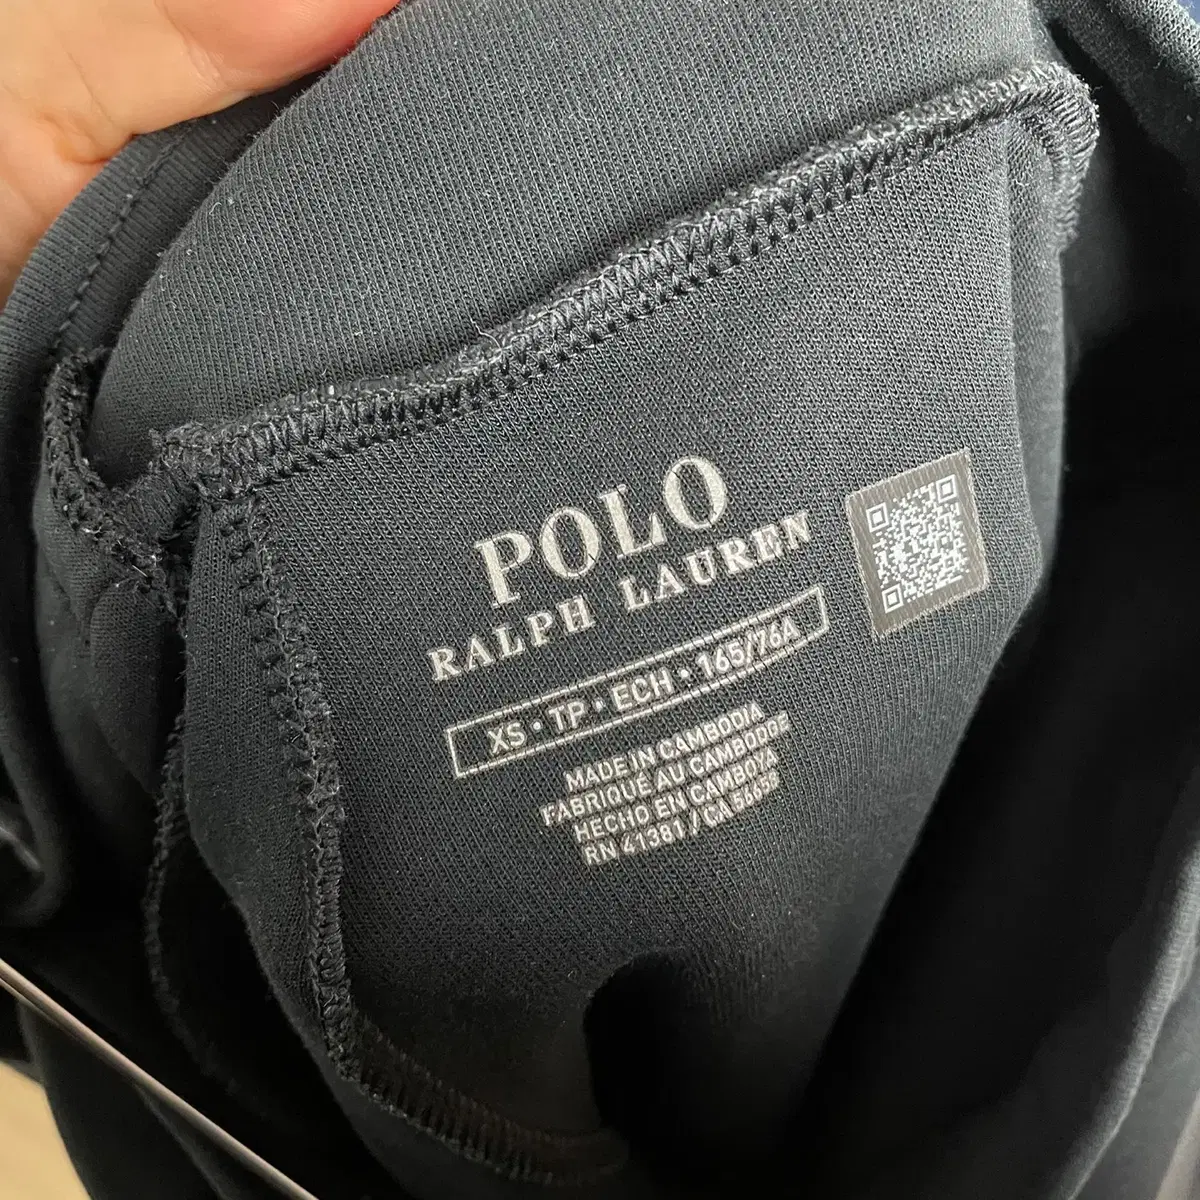 POLO
RALPH LAUREN
XS • TP • ECH • 165/76A
MADE IN CAMBODIA
FABRIQUÉ AU CAMBODGE
HECHO EN CAMBOYA
RN 41381 / CA 56658